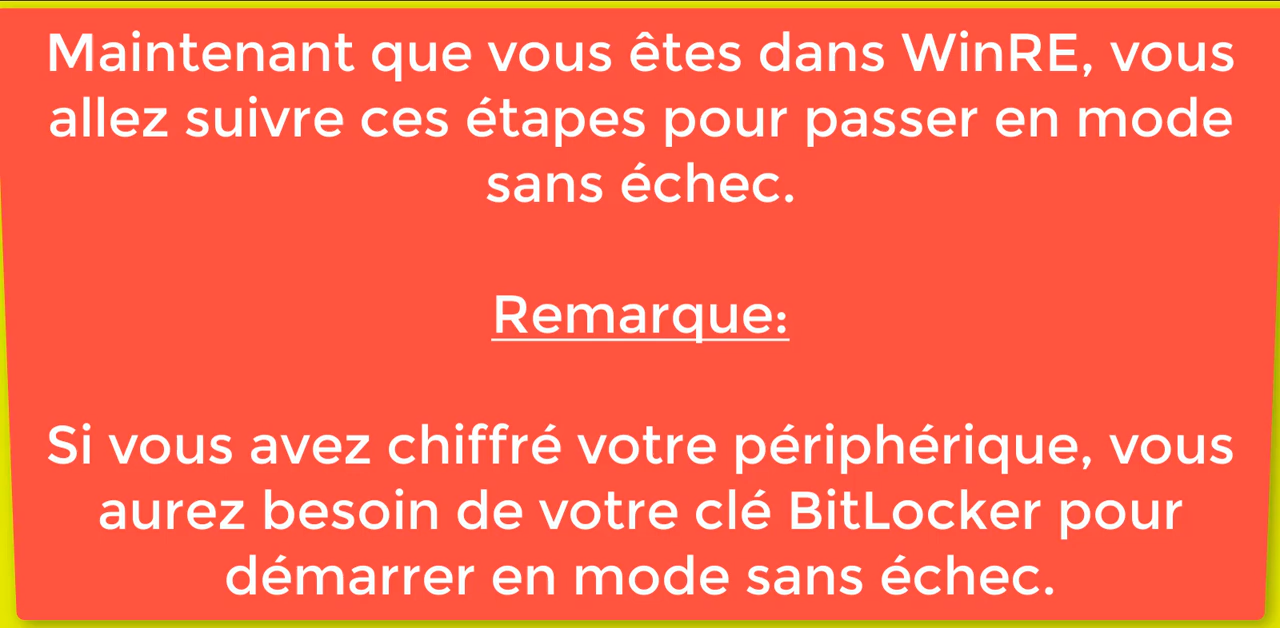 Maintenant que vous êtes dans WinRE, vous
allez suivre ces étapes pour passer en mode
sans échec.
Remarque:
Si vous avez chiffré votre périphérique, vous
aurez besoin de votre clé BitLocker pour
démarrer en mode sans échec.